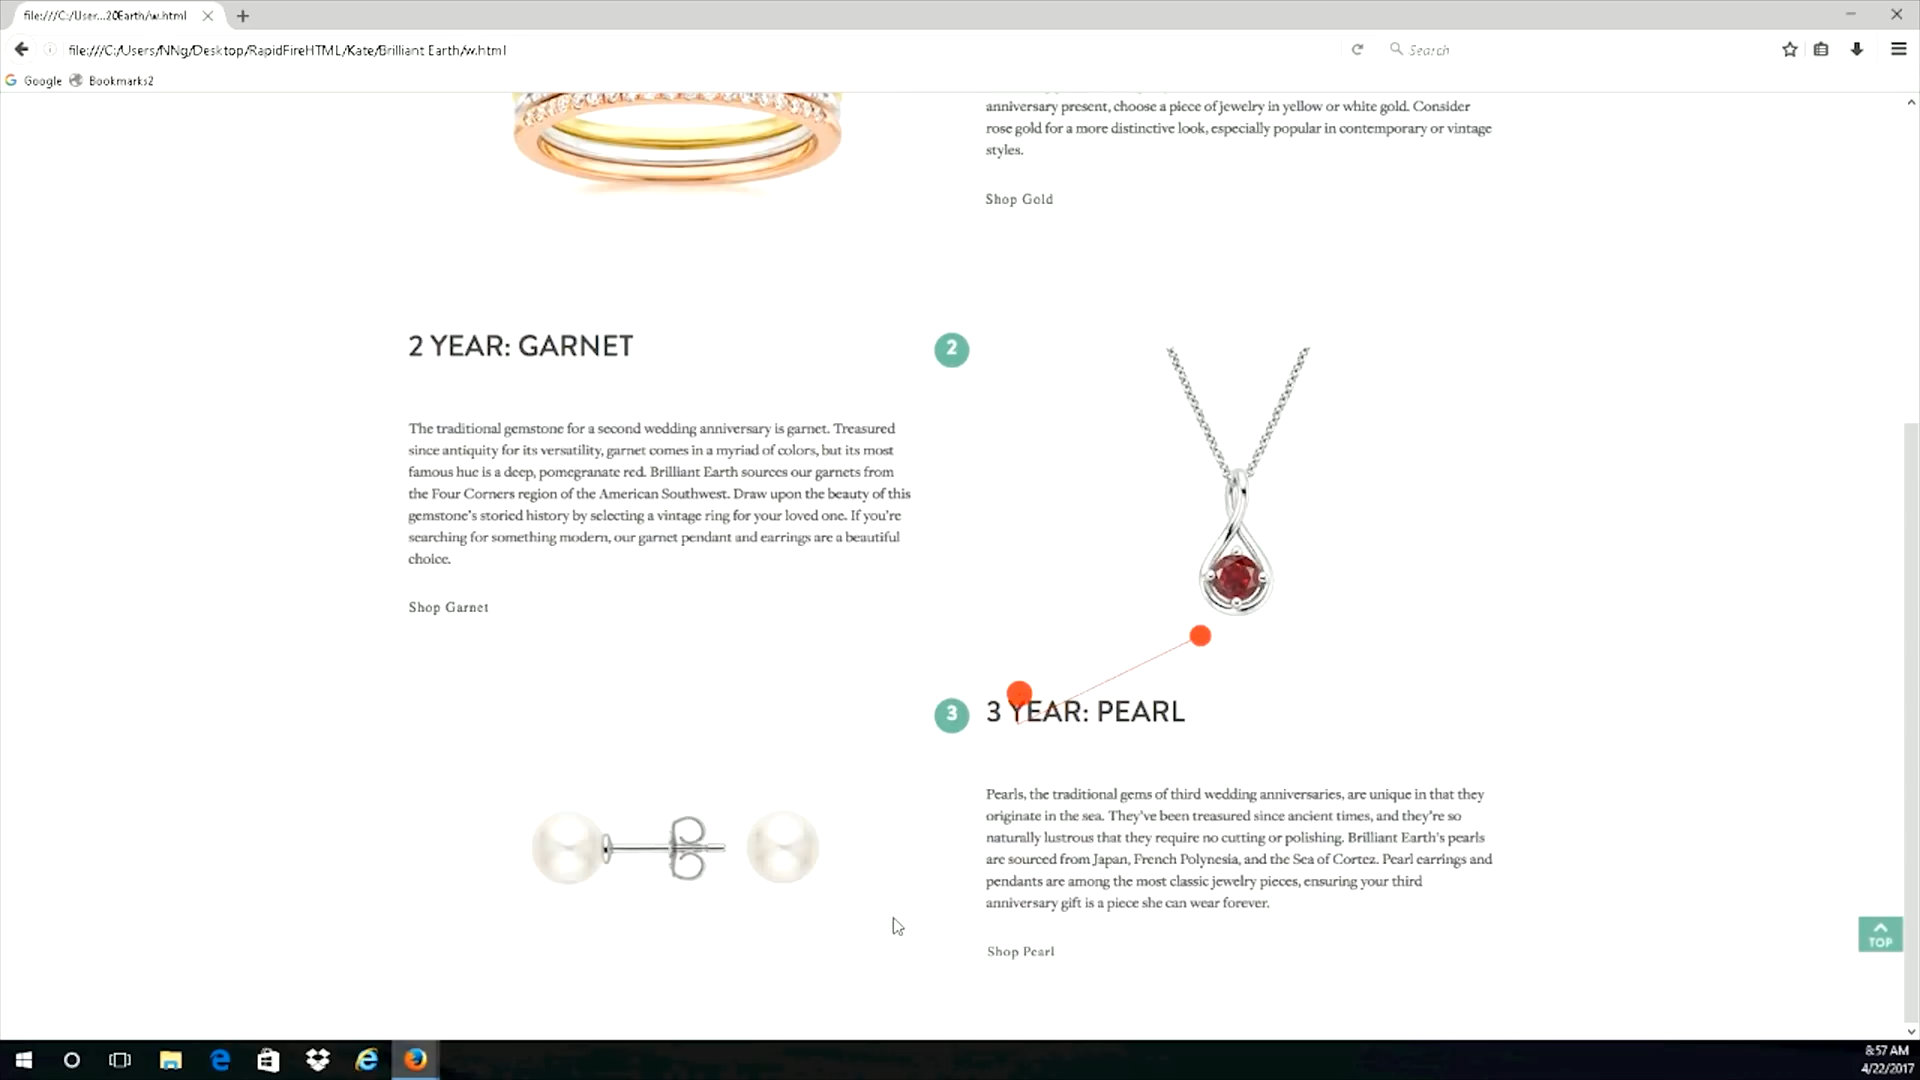 file:///C:/User...20Earth/w.html
file:///C:/Users/NNg/Desktop/RapidFireHTML/Kate/Brilliant Earth/w.html
Search
Google
Bookmarks2
anniversary present, choose a piece of jewelry in yellow or white gold. Consider
rose gold for a more distinctive look, especially popular in contemporary or vintage
styles.
Shop Gold
2 YEAR: GARNET
2
The traditional gemstone for a second wedding anniversary is garnet. Treasured
since antiquity for its versatility, garnet comes in a myriad of colors, but its most
famous hue is a deep, pomegranate red. Brilliant Earth sources our garnets from
the Four Corners region of the American Southwest. Draw upon the beauty of this
gemstone's storied history by selecting a vintage ring for your loved one. If you're
searching for something modern, our garnet pendant and earrings are a beautiful
choice.
Shop Garnet
3
3 YEAR: PEARL
Pearls, the traditional gems of third wedding anniversaries, are unique in that they
originate in the sea. They've been treasured since ancient times, and they're so
naturally lustrous that they require no cutting or polishing. Brilliant Earth's pearls
are sourced from Japan, French Polynesia, and the Sea of Cortez. Pearl earrings and
pendants are among the most classic jewelry pieces, ensuring your third
anniversary gift is a piece she can wear forever.
Shop Pearl
TOP
8:57 AM
4/22/2017